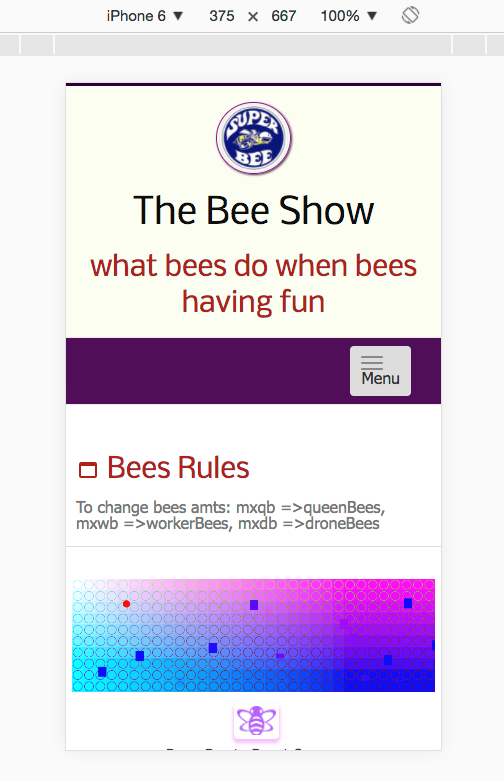 iPhone 6 ▼ 375 × 667 100% ▼
SUPER
BEE
The Bee Show
what bees do when bees
having fun
Menu
Bees Rules
To change bees amts: mxqb =>queenBees,
mxwb =>workerBees, mxdb =>droneBees